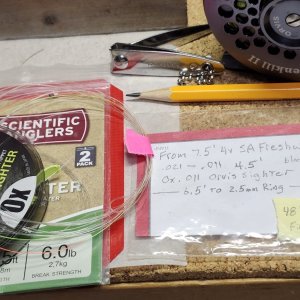 SCIENTIFIC
ANGLERS
2
PACK
0X
6.0lb
2.7kg
BREAK STRENGTH
From 7.5' 4x SA Freshw
.021 - .011 4.5'
0x .011 Orvis sighter
6.5' to 2.5mm Ring
48